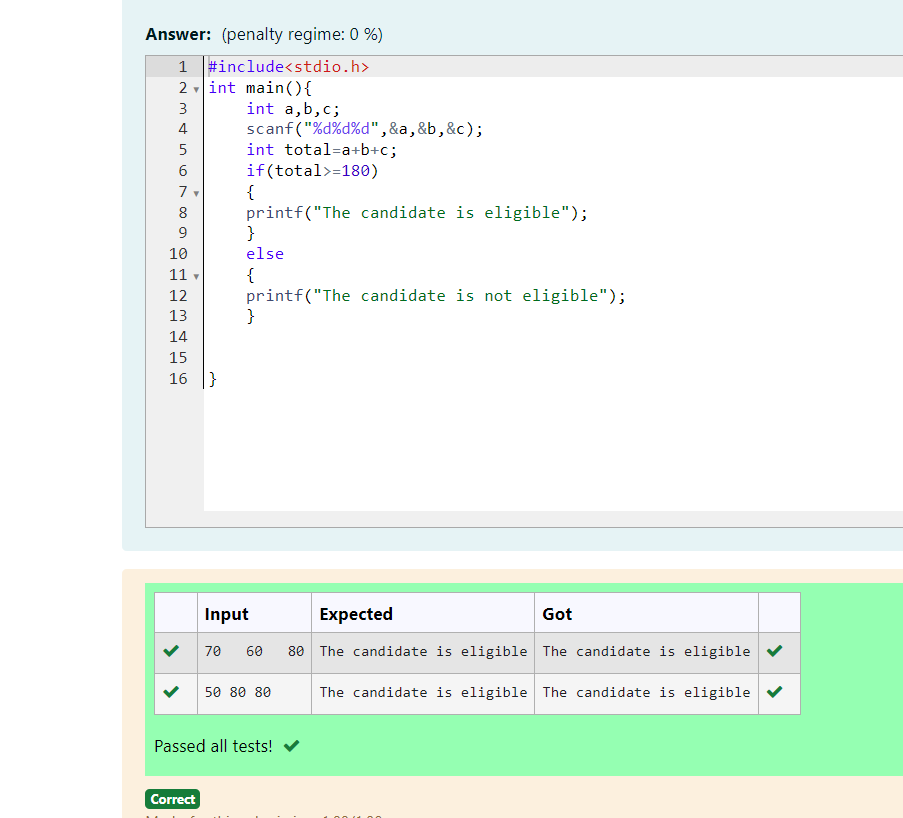 Answer: (penalty regime: 0 %)
1 #include<stdio.h>
2 int main(){
3     int a,b,c;
4     scanf("%d%d%d",&a,&b,&c);
5     int total=a+b+c;
6     if(total>=180)
7     {
8     printf("The candidate is eligible");
9     }
10     else
11     {
12     printf("The candidate is not eligible");
13     }
14
15
16 }
Input Expected Got
70   60   80 The candidate is eligible The candidate is eligible
50 80 80 The candidate is eligible The candidate is eligible
Passed all tests!
Correct